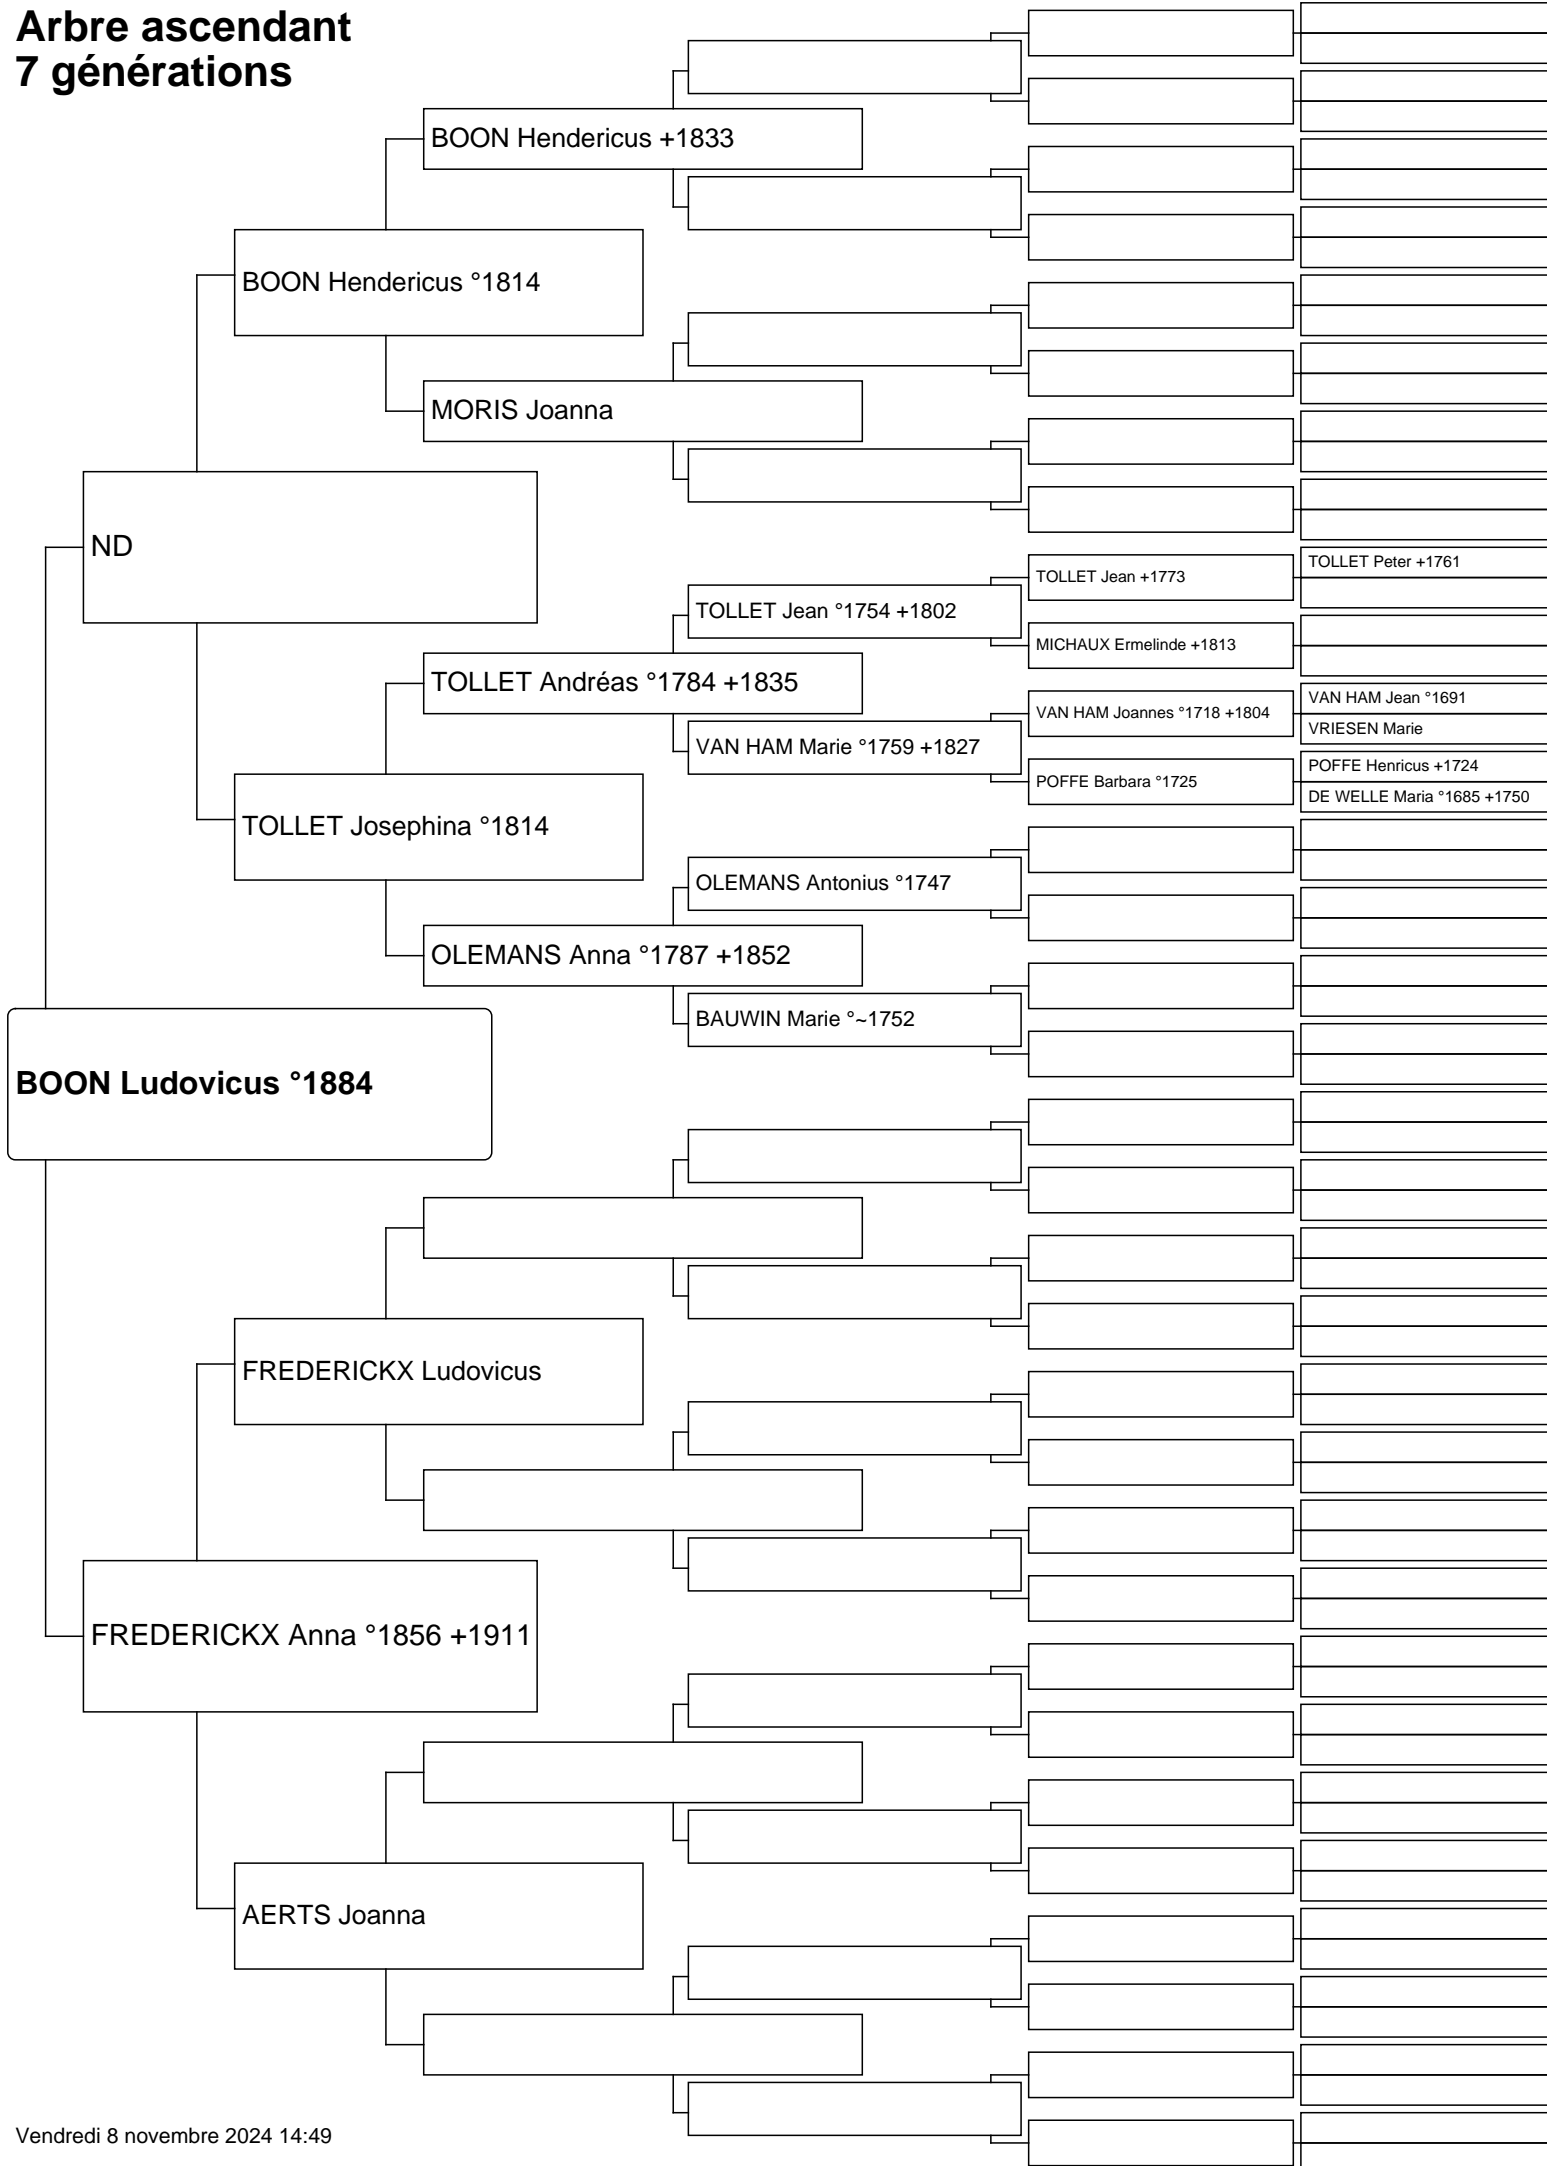 Arbre ascendant
7 générations
BOON Hendericus +1833
BOON Hendericus °1814
MORIS Joanna
ND
TOLLET Peter +1761
TOLLET Jean +1773
TOLLET Jean °1754 +1802
MICHAUX Ermelinde +1813
TOLLET Andréas °1784 +1835
VAN HAM Jean °1691
VAN HAM Joannes °1718 +1804
VRIESEN Marie
VAN HAM Marie °1759 +1827
POFFE Henricus +1724
POFFE Barbara °1725
DE WELLE Maria °1685 +1750
TOLLET Josephina °1814
OLEMANS Antonius °1747
OLEMANS Anna °1787 +1852
BAUWIN Marie °~1752
BOON Ludovicus °1884
FREDERICKX Ludovicus
FREDERICKX Anna °1856 +1911
AERTS Joanna
Vendredi 8 novembre 2024 14:49